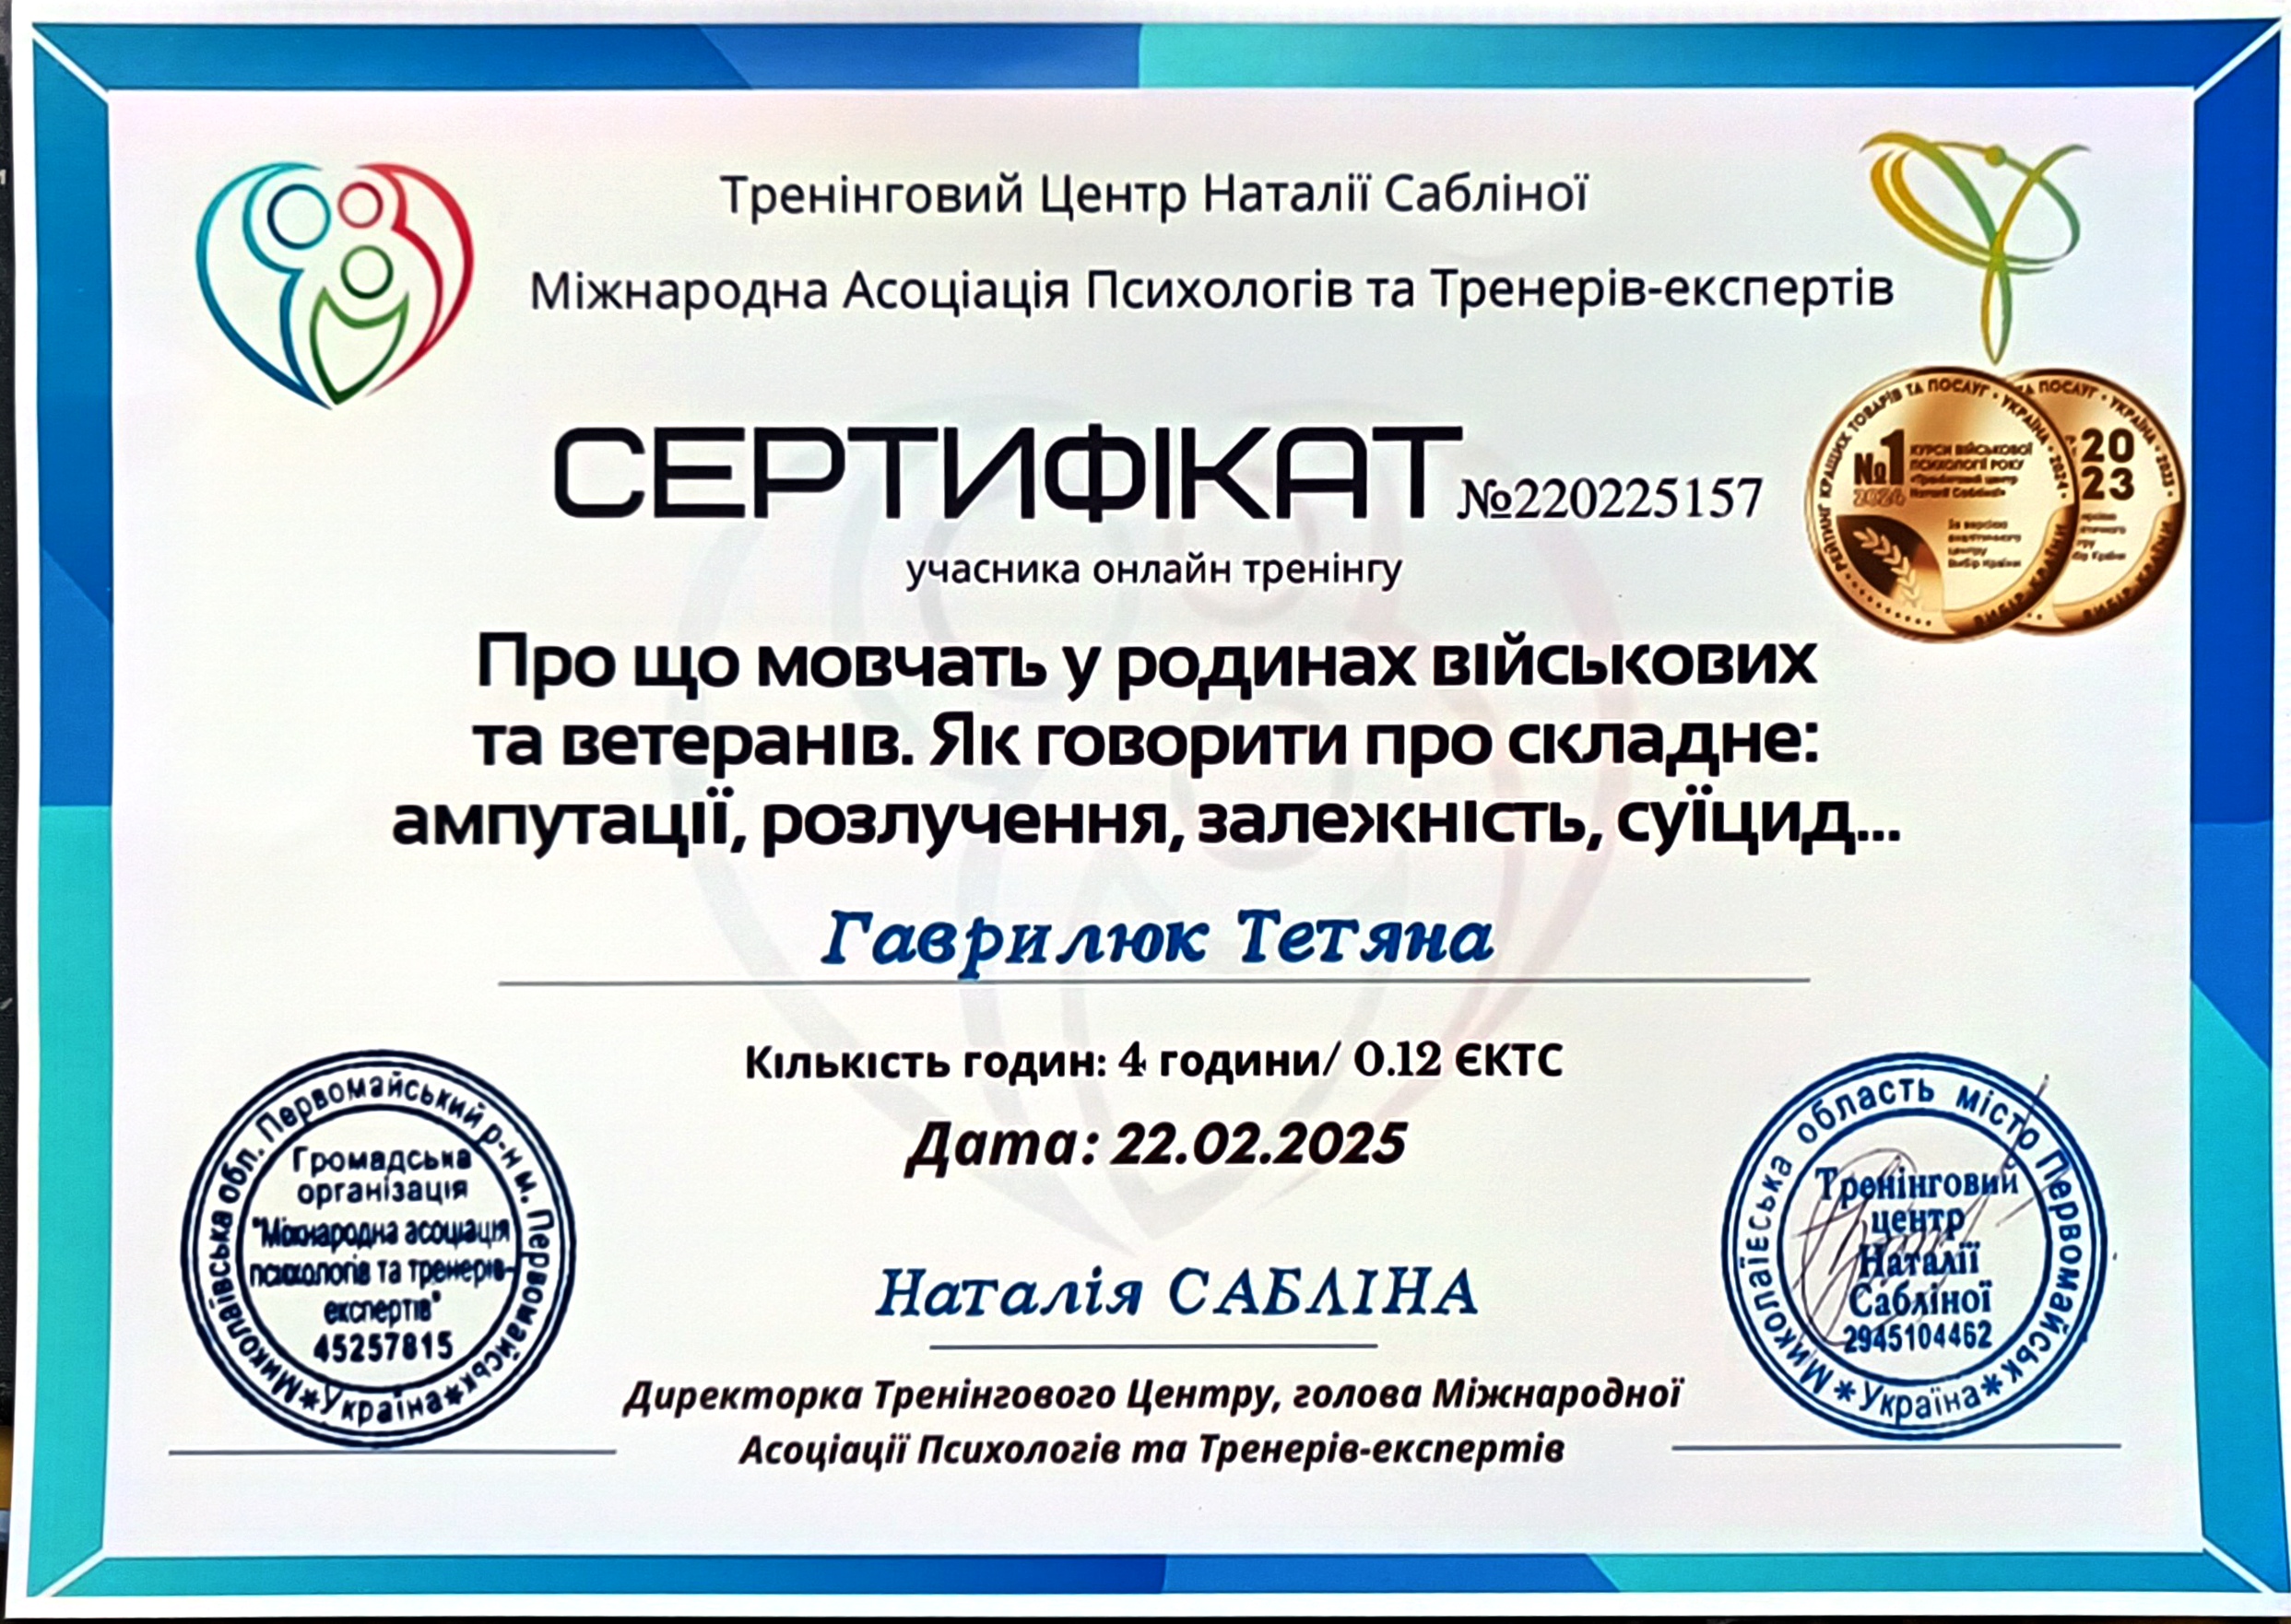 Тренінговий Центр Наталії Сабліної
Міжнародна Асоціація Психологів та Тренерів-експертів
СЕРТИФІКАТ №220225157
учасника онлайн тренінгу
РЕЙТИНГ КРАЩИХ ТОВАРІВ ТА ПОСЛУГ • УКРАЇНА • 2024 •
№1
2024
КУРСИ ВІЙСЬКОВОЇ
ПСИХОЛОГІЇ РОКУ
«Тренінговий центр
Наталії Сабліної»
За версією
аналітичного
центру
Вибір Країни
ВИБІР КРАЇНИ
ТА ПОСЛУГ • УКРАЇНА • 2023 •
20
23
ВИБІР КРАЇНИ
Про що мовчать у родинах військових
та ветеранів. Як говорити про складне:
ампутації, розлучення, залежність, суїцид...
Гаврилюк Тетяна
Кількість годин: 4 години/ 0.12 ЄКТС
Дата: 22.02.2025
Наталія САБЛІНА
Директорка Тренінгового Центру, голова Міжнародної
Асоціації Психологів та Тренерів-експертів
Миколаївська обл. Первомайський р-н м. Первомайськ
Громадська
організація
"Міжнародна асоціація
психологів та тренерів-
експертів"
45257815
*Україна*
Миколаївська область місто Первомайськ
Тренінговий
центр
Наталії
Сабліної
2945104462
*Україна*